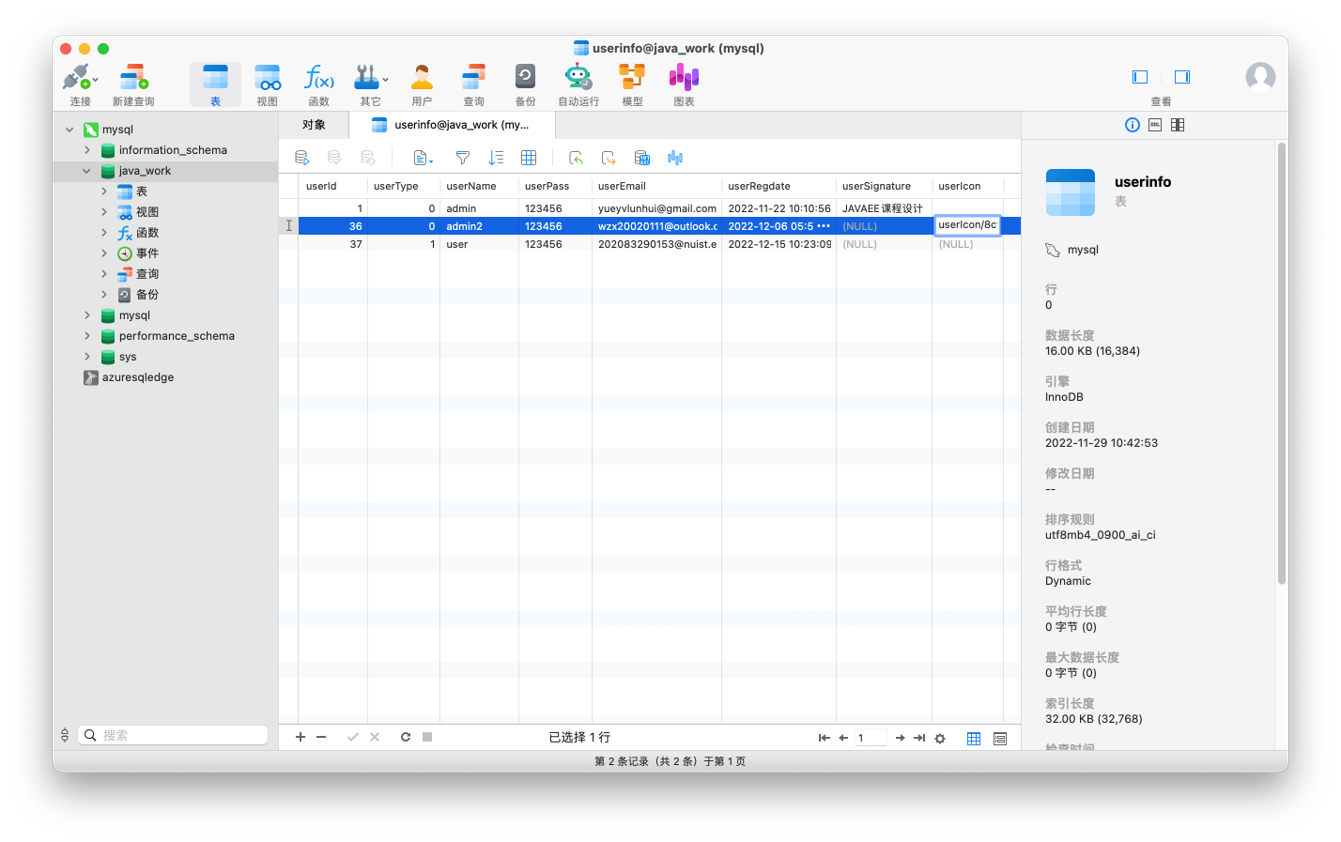 userinfo@java_work (mysql)
连接 新建查询 表 视图 函数 其它 用户 查询 备份 自动运行 模型 图表 查看
对象 userinfo@java_work (my...
mysql
information_schema
java_work
表
视图
函数
事件
查询
备份
mysql
performance_schema
sys
azuresqledge
搜索
userId userType userName userPass userEmail userRegdate userSignature userIcon
1 0 admin 123456 yueyvlunhui@gmail.com 2022-11-22 10:10:56 JAVAEE课程设计
36 0 admin2 123456 wzx20020111@outlook.c 2022-12-06 05:5 ••• (NULL) userIcon/8c
37 1 user 123456 202083290153@nuist.e 2022-12-15 10:23:09 (NULL) (NULL)
已选择 1 行
1
DDL
userinfo
表
mysql
行
0
数据长度
16.00 KB (16,384)
引擎
InnoDB
创建日期
2022-11-29 10:42:53
修改日期
--
排序规则
utf8mb4_0900_ai_ci
行格式
Dynamic
平均行长度
0 字节 (0)
最大数据长度
0 字节 (0)
索引长度
32.00 KB (32,768)
检查时间
第 2 条记录（共 2 条）于第 1 页